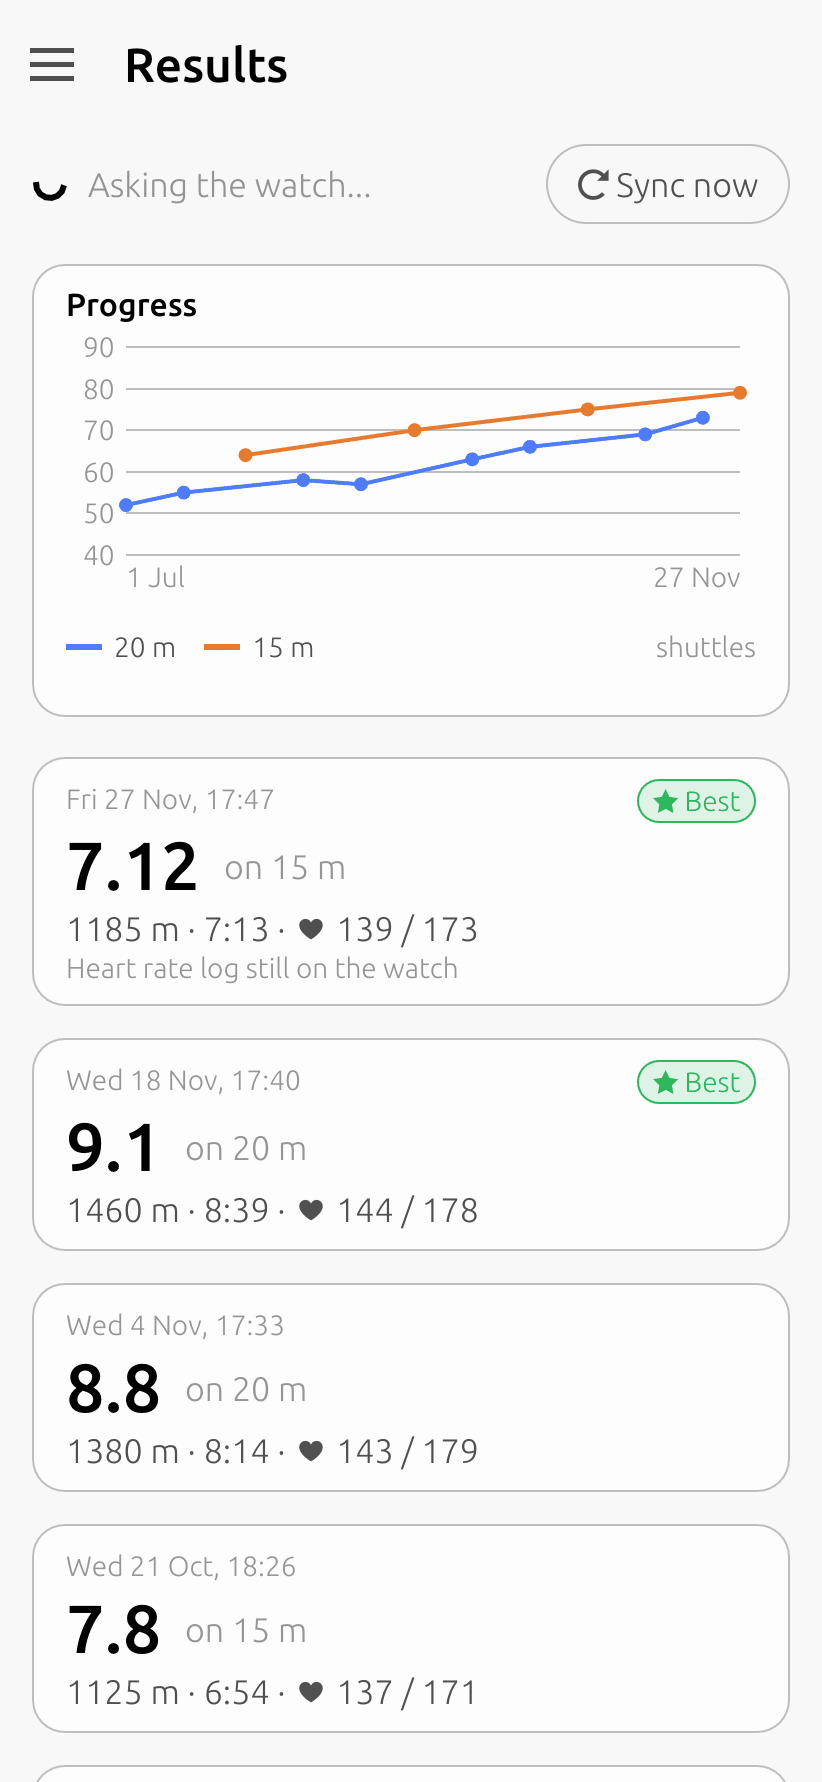 Results
Asking the watch...
Sync now
Progress
90
80
70
60
50
40
1 Jul
27 Nov
20 m
15 m
shuttles
Fri 27 Nov, 17:47
Best
7.12 on 15 m
1185 m · 7:13 · 139 / 173
Heart rate log still on the watch
Wed 18 Nov, 17:40
Best
9.1 on 20 m
1460 m · 8:39 · 144 / 178
Wed 4 Nov, 17:33
8.8 on 20 m
1380 m · 8:14 · 143 / 179
Wed 21 Oct, 18:26
7.8 on 15 m
1125 m · 6:54 · 137 / 171